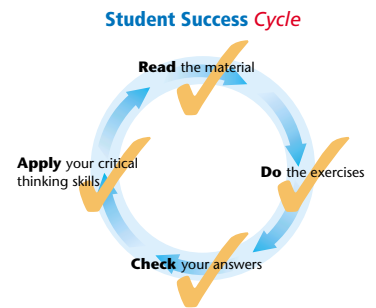 Student Success Cycle
Read the material
Do the exercises
Check your answers
Apply your critical
thinking skills